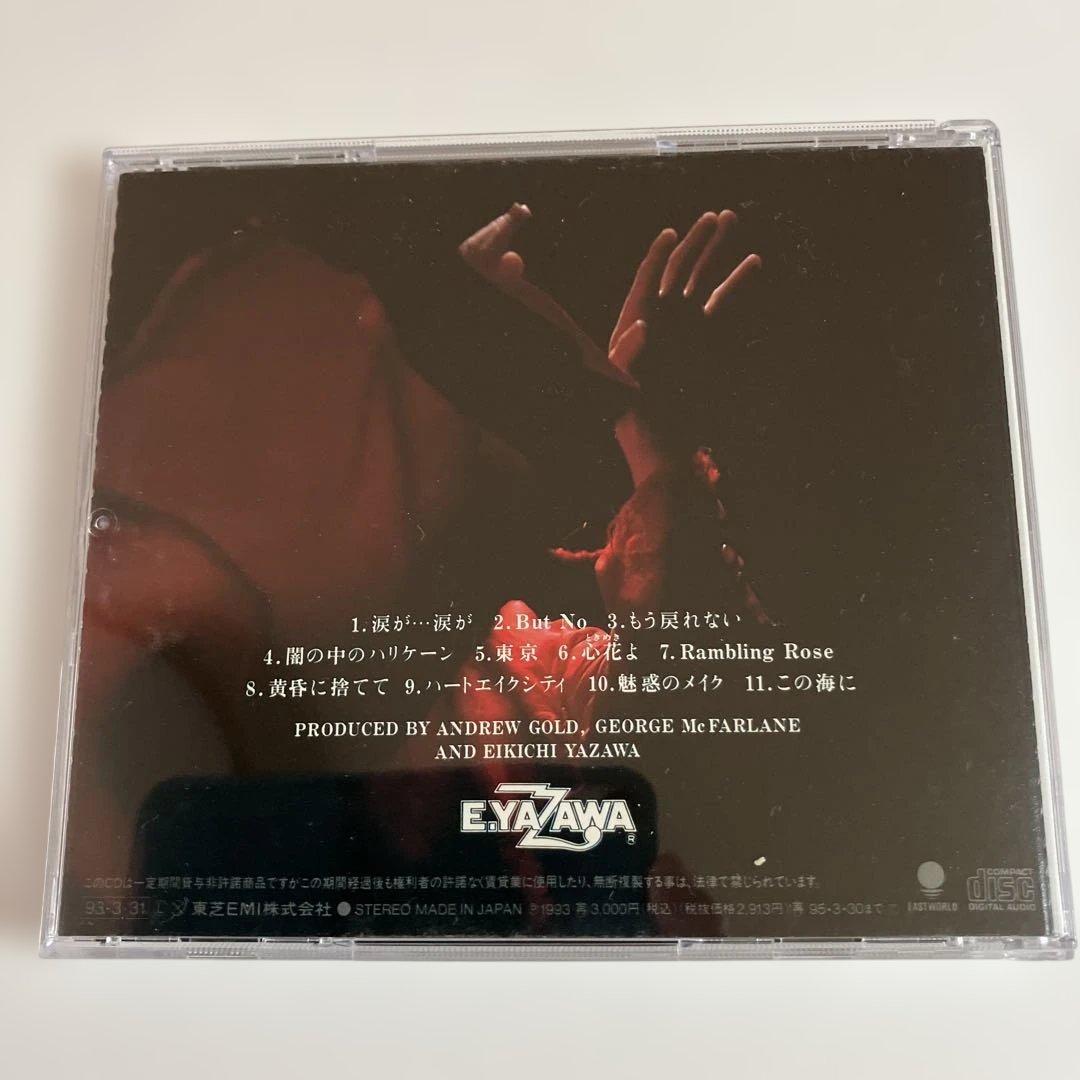 1.涙が…涙が 2.But No 3.もう戻れない
ときめき
4.闇の中のハリケーン 5.東京 6.心花よ 7.Rambling Rose
8.黄昏に捨てて 9.ハートエイクシティ 10.魅惑のメイク 11.この海に
PRODUCED BY ANDREW GOLD, GEORGE McFARLANE
AND EIKICHI YAZAWA
E.YAZAWA
®
このCDは一定期間貸与非許諾商品ですがこの期間経過後も権利者の許諾なく賃貸業に使用したり、無断複製する事は、法律で禁じられています。
EASTWORLD
COMPACT
disc
DIGITAL AUDIO
93・3・31 東芝EMI株式会社 ● STEREO MADE IN JAPAN ℗1993 再 3,000円(税込)(税抜価格2,913円)再 95・3・30まで